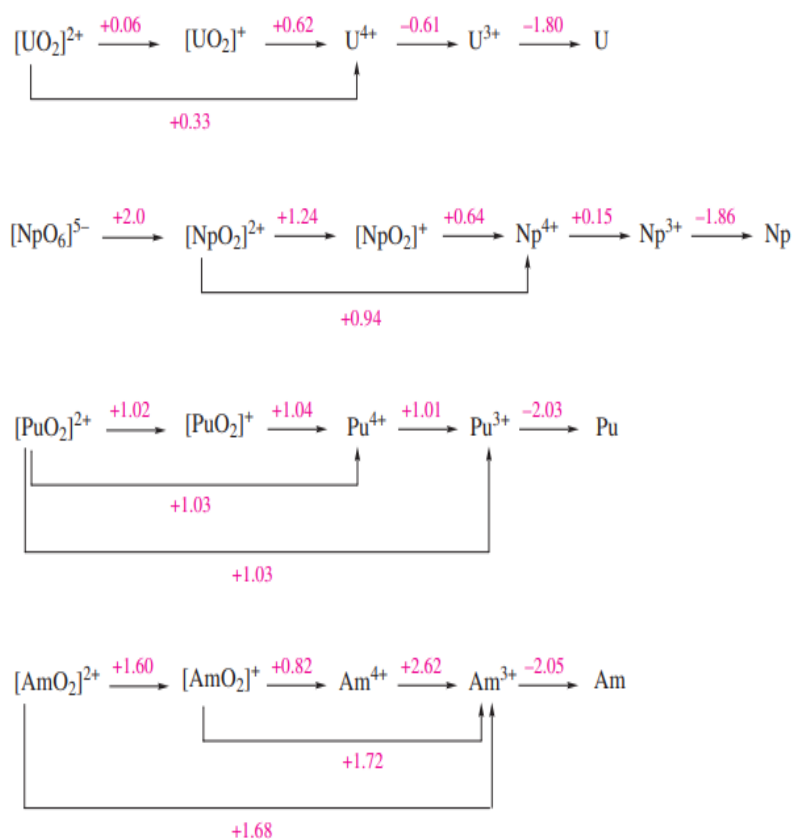 [UO₂]²⁺ +0.06 [UO₂]⁺ +0.62 U⁴⁺ –0.61 U³⁺ –1.80 U
+0.33
[NpO₆]⁵⁻ +2.0 [NpO₂]²⁺ +1.24 [NpO₂]⁺ +0.64 Np⁴⁺ +0.15 Np³⁺ –1.86 Np
+0.94
[PuO₂]²⁺ +1.02 [PuO₂]⁺ +1.04 Pu⁴⁺ +1.01 Pu³⁺ –2.03 Pu
+1.03
+1.03
[AmO₂]²⁺ +1.60 [AmO₂]⁺ +0.82 Am⁴⁺ +2.62 Am³⁺ –2.05 Am
+1.72
+1.68